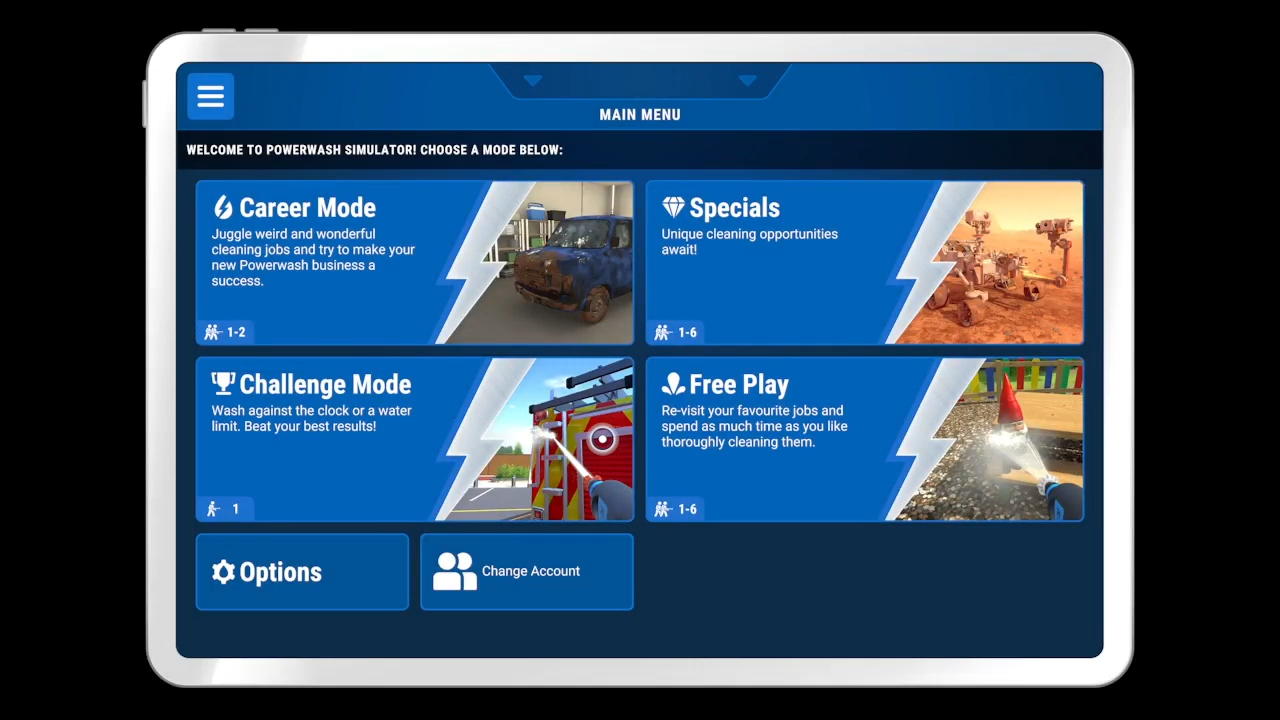 MAIN MENU
WELCOME TO POWERWASH SIMULATOR! CHOOSE A MODE BELOW:
Career Mode
Juggle weird and wonderful
cleaning jobs and try to make your
new Powerwash business a
success.
1-2
Specials
Unique cleaning opportunities
await!
1-6
Challenge Mode
Wash against the clock or a water
limit. Beat your best results!
1
Free Play
Re-visit your favourite jobs and
spend as much time as you like
thoroughly cleaning them.
1-6
Options
Change Account